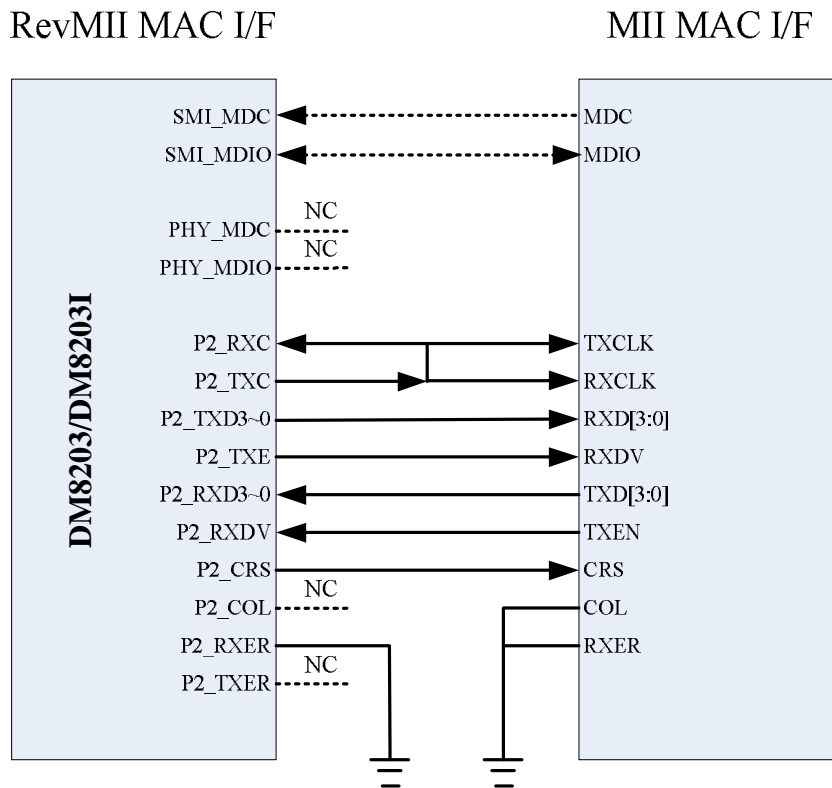 RevMII MAC I/F
MII MAC I/F
DM8203/DM8203I
SMI_MDC
MDC
SMI_MDIO
MDIO
NC
PHY_MDC
NC
PHY_MDIO
P2_RXC
TXCLK
P2_TXC
RXCLK
P2_TXD3~0
RXD[3:0]
P2_TXE
RXDV
P2_RXD3~0
TXD[3:0]
P2_RXDV
TXEN
P2_CRS
CRS
NC
P2_COL
COL
P2_RXER
RXER
NC
P2_TXER